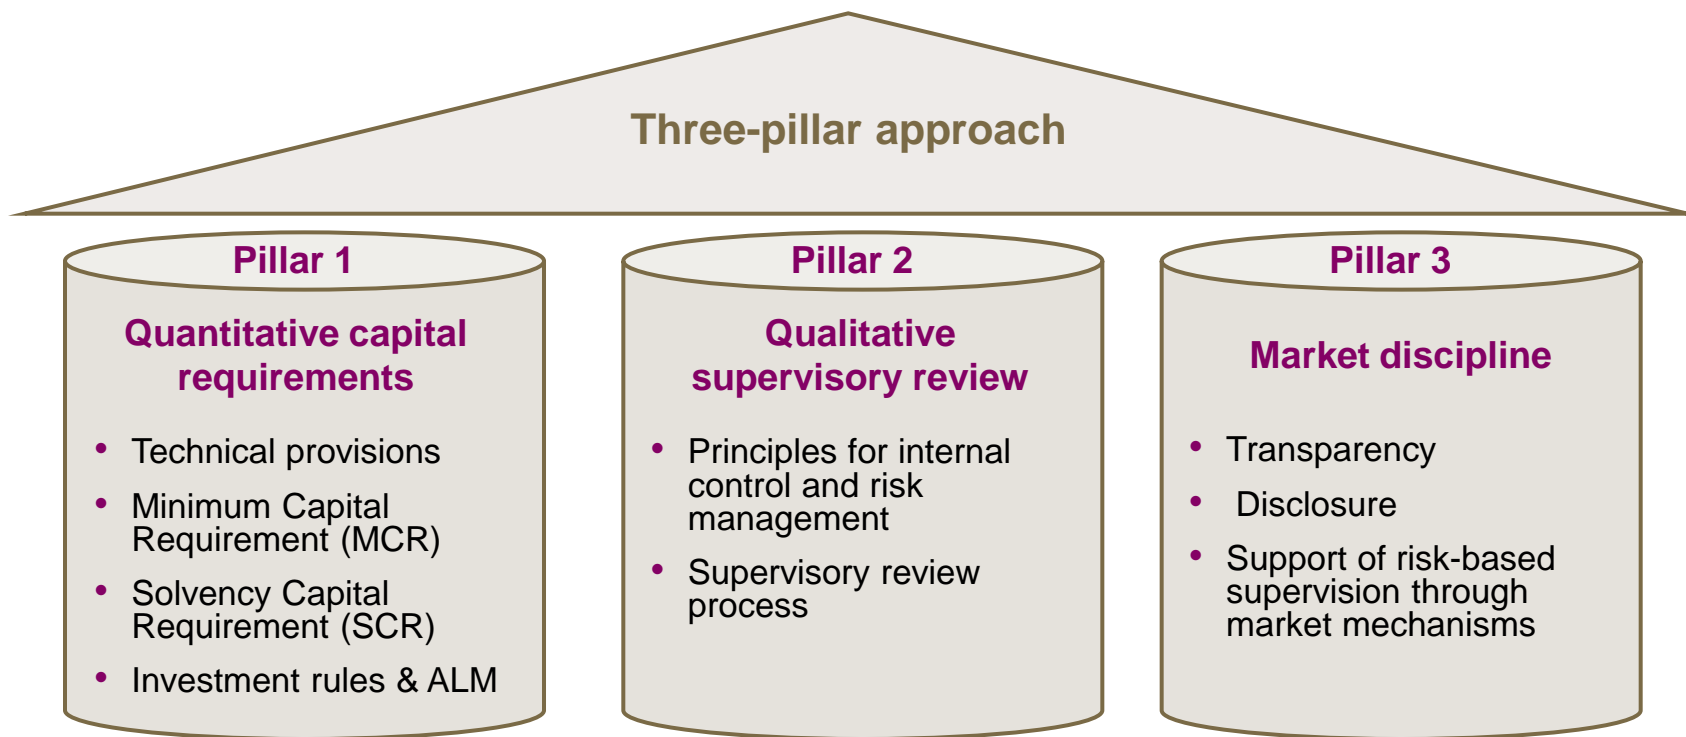 Three-pillar approach
Pillar 1
Quantitative capital
requirements
• Technical provisions
• Minimum Capital
Requirement (MCR)
• Solvency Capital
Requirement (SCR)
• Investment rules & ALM
Pillar 2
Qualitative
supervisory review
• Principles for internal
control and risk
management
• Supervisory review
process
Pillar 3
Market discipline
• Transparency
• Disclosure
• Support of risk-based
supervision through
market mechanisms